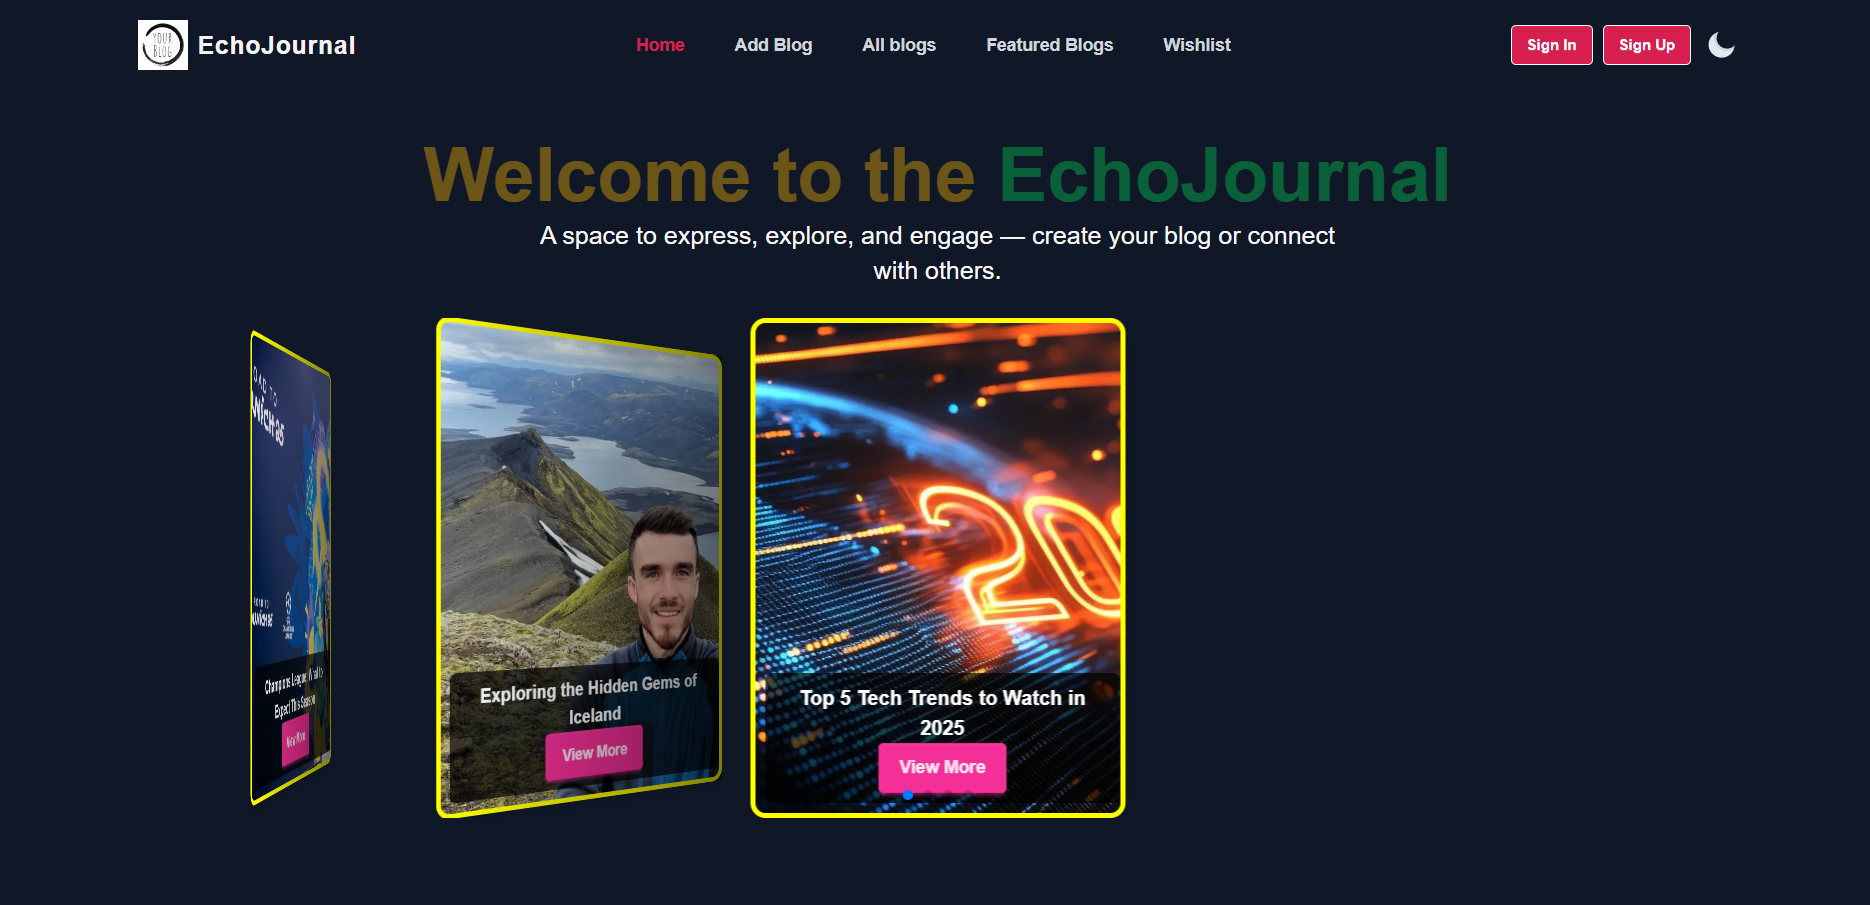 YOUR
BLOG
EchoJournal
Home
Add Blog
All blogs
Featured Blogs
Wishlist
Sign In
Sign Up
Welcome to the EchoJournal
A space to express, explore, and engage — create your blog or connect
with others.
OAD TO
Champions League: What to
Expect This Season
View More
Exploring the Hidden Gems of
Iceland
View More
20
Top 5 Tech Trends to Watch in
2025
View More